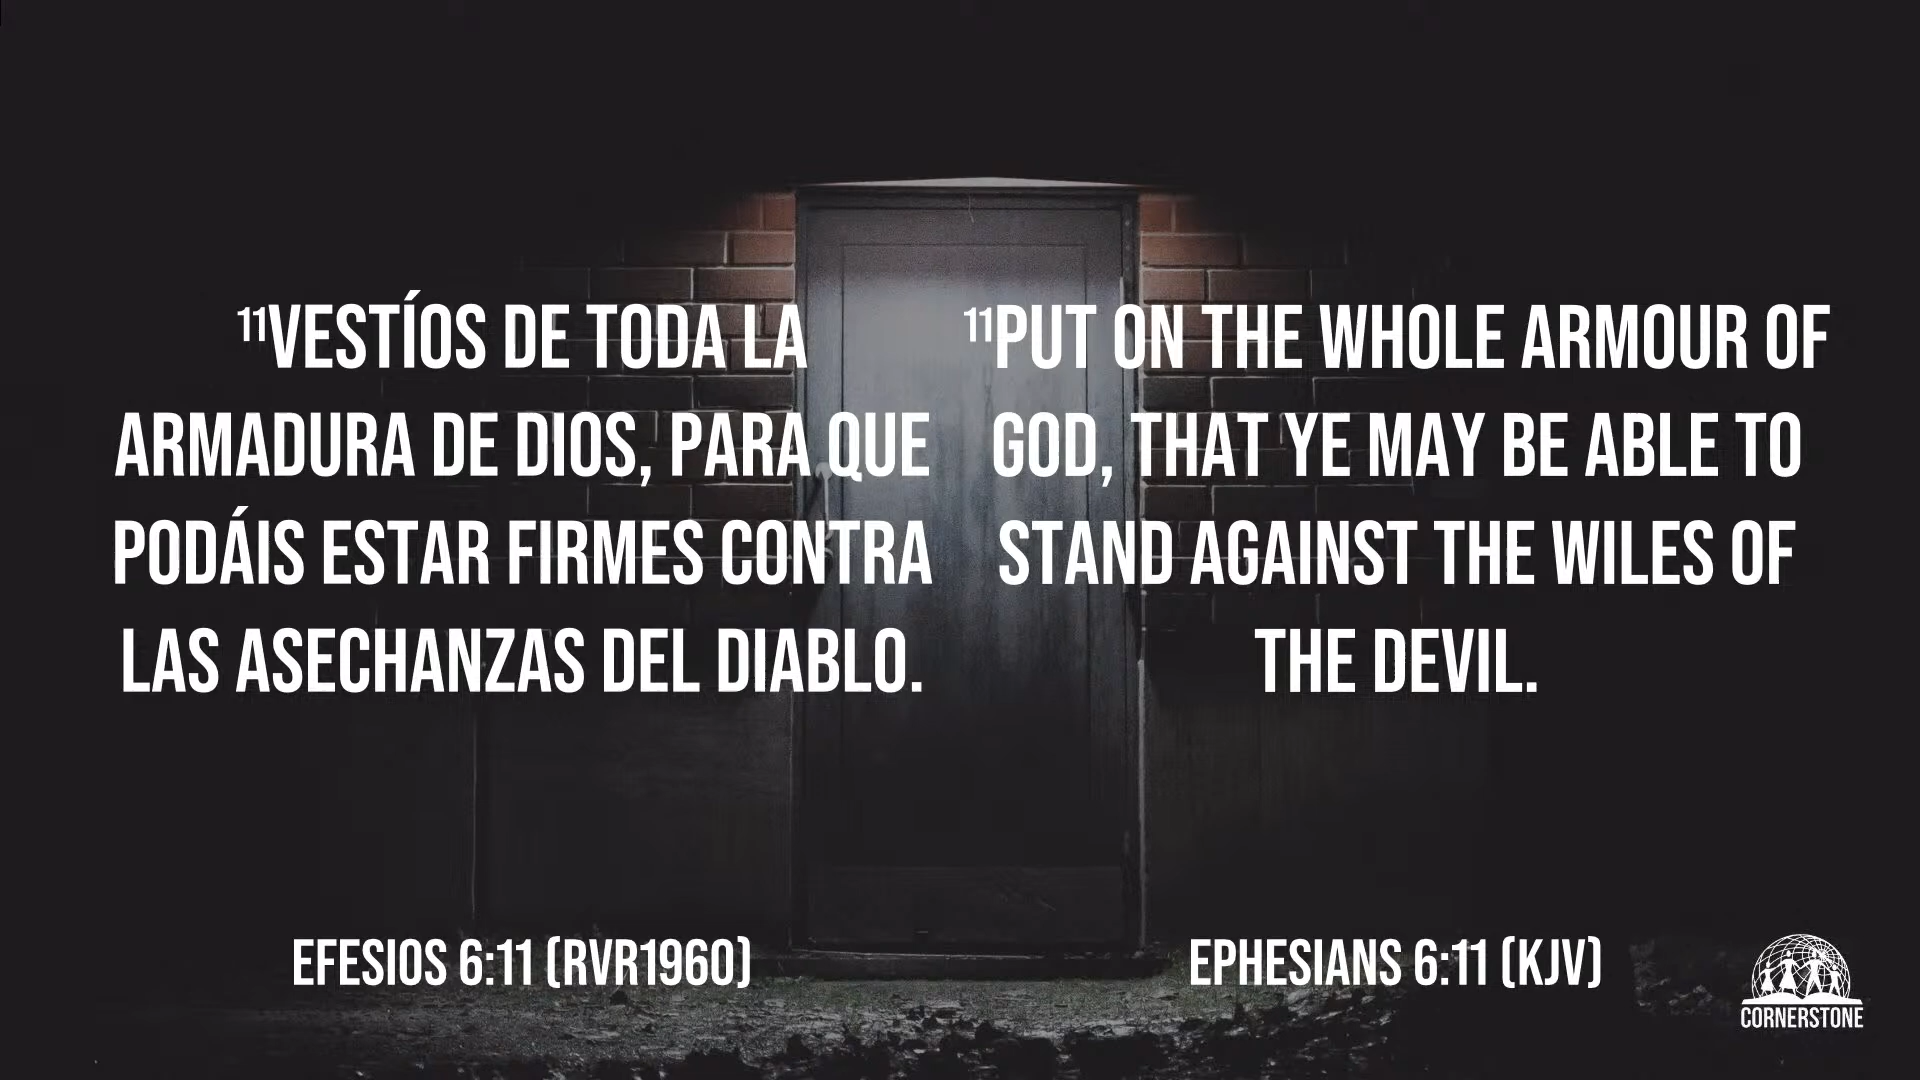 ¹¹VESTÍOS DE TODA LA
ARMADURA DE DIOS, PARA QUE
PODÁIS ESTAR FIRMES CONTRA
LAS ASECHANZAS DEL DIABLO.
EFESIOS 6:11 (RVR1960)
¹¹PUT ON THE WHOLE ARMOUR OF
GOD, THAT YE MAY BE ABLE TO
STAND AGAINST THE WILES OF
THE DEVIL.
EPHESIANS 6:11 (KJV)
CORNERSTONE